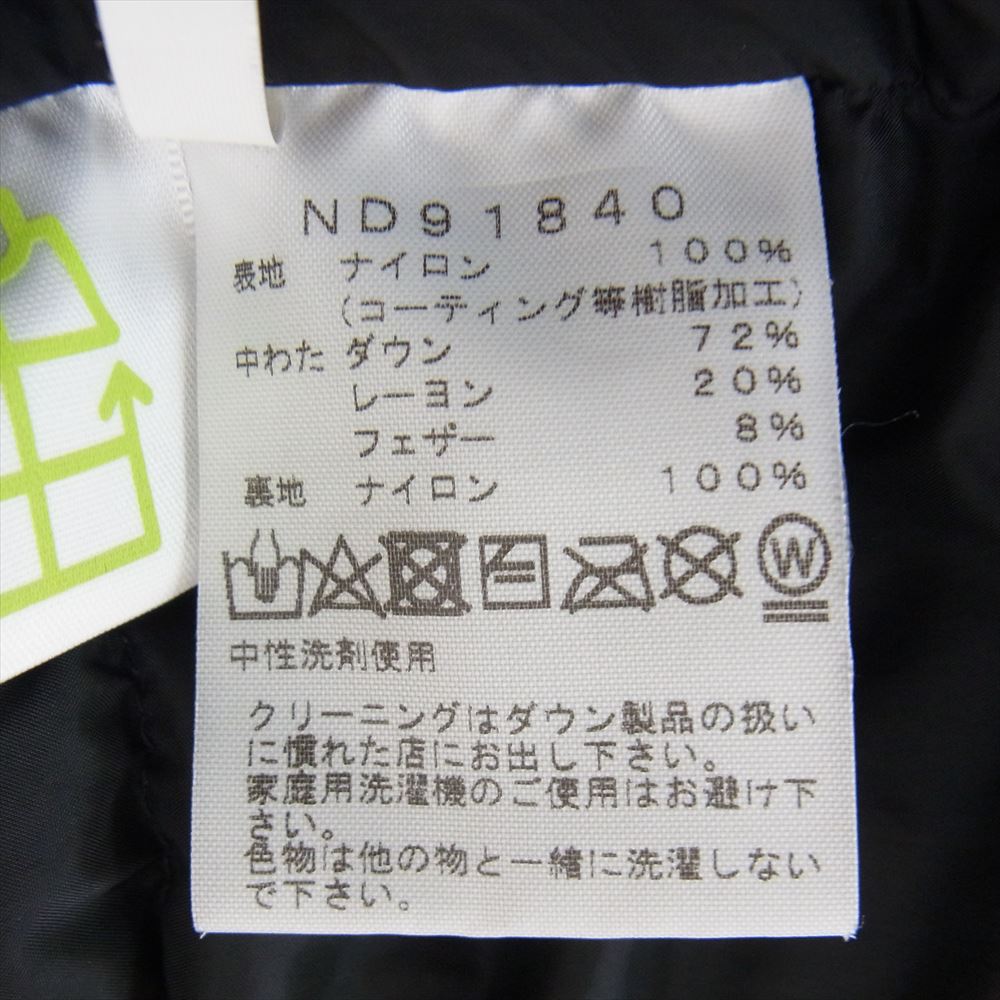 ND91840
表地 ナイロン 100%
(コーティング等樹脂加工)
中わた ダウン 72%
レーヨン 20%
フェザー 8%
裏地 ナイロン 100%
W
中性洗剤使用
クリーニングはダウン製品の扱い
に慣れた店にお出し下さい。
家庭用洗濯機のご使用はお避け下
さい。
色物は他の物と一緒に洗濯しない
で下さい。